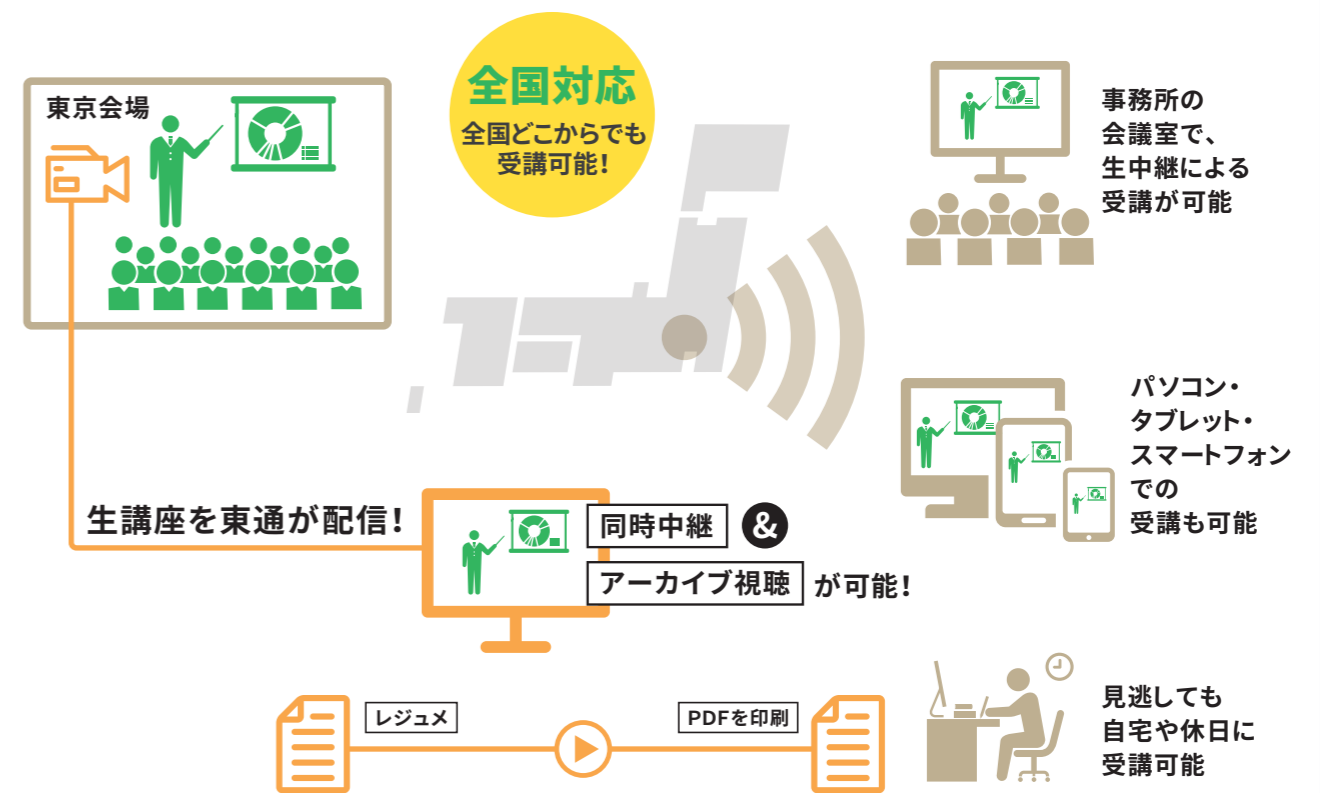 東京会場
全国対応
全国どこからでも
受講可能！
事務所の
会議室で、
生中継による
受講が可能
パソコン・
タブレット・
スマートフォン
での
受講も可能
生講座を東通が配信！
同時中継
&
アーカイブ視聴
が可能！
レジュメ
PDFを印刷
見逃しても
自宅や休日に
受講可能